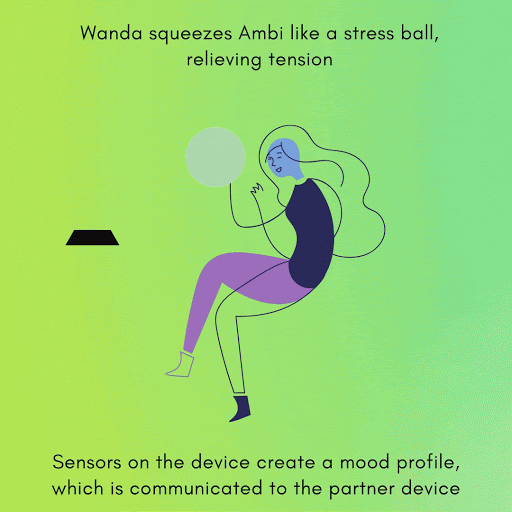 Wanda squeezes Ambi like a stress ball,
relieving tension
Sensors on the device create a mood profile,
which is communicated to the partner device